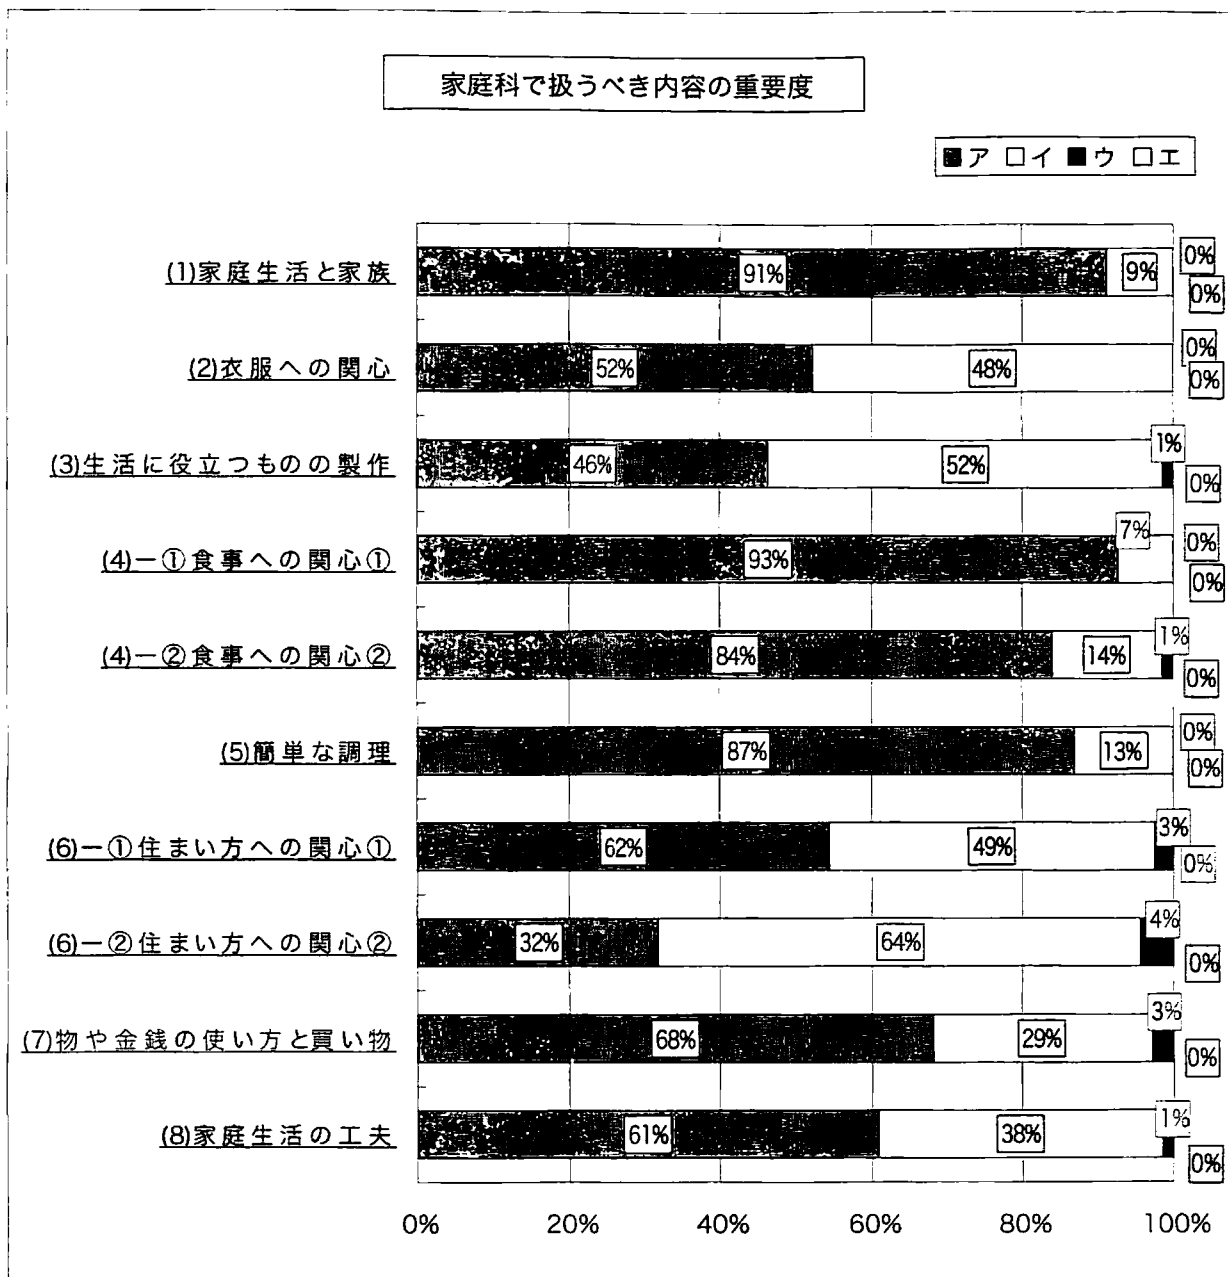 家庭科で扱うべき内容の重要度
■ア □イ ■ウ □エ
(1)家庭生活と家族 91% 9% 0% 0%
(2)衣服への関心 52% 48% 0% 0%
(3)生活に役立つものの製作 46% 52% 1% 0%
(4)ー①食事への関心① 93% 7% 0% 0%
(4)ー②食事への関心② 84% 14% 1% 0%
(5)簡単な調理 87% 13% 0% 0%
(6)ー①住まい方への関心① 62% 49% 3% 0%
(6)ー②住まい方への関心② 32% 64% 4% 0%
(7)物や金銭の使い方と買い物 68% 29% 3% 0%
(8)家庭生活の工夫 61% 38% 1% 0%
0% 20% 40% 60% 80% 100%